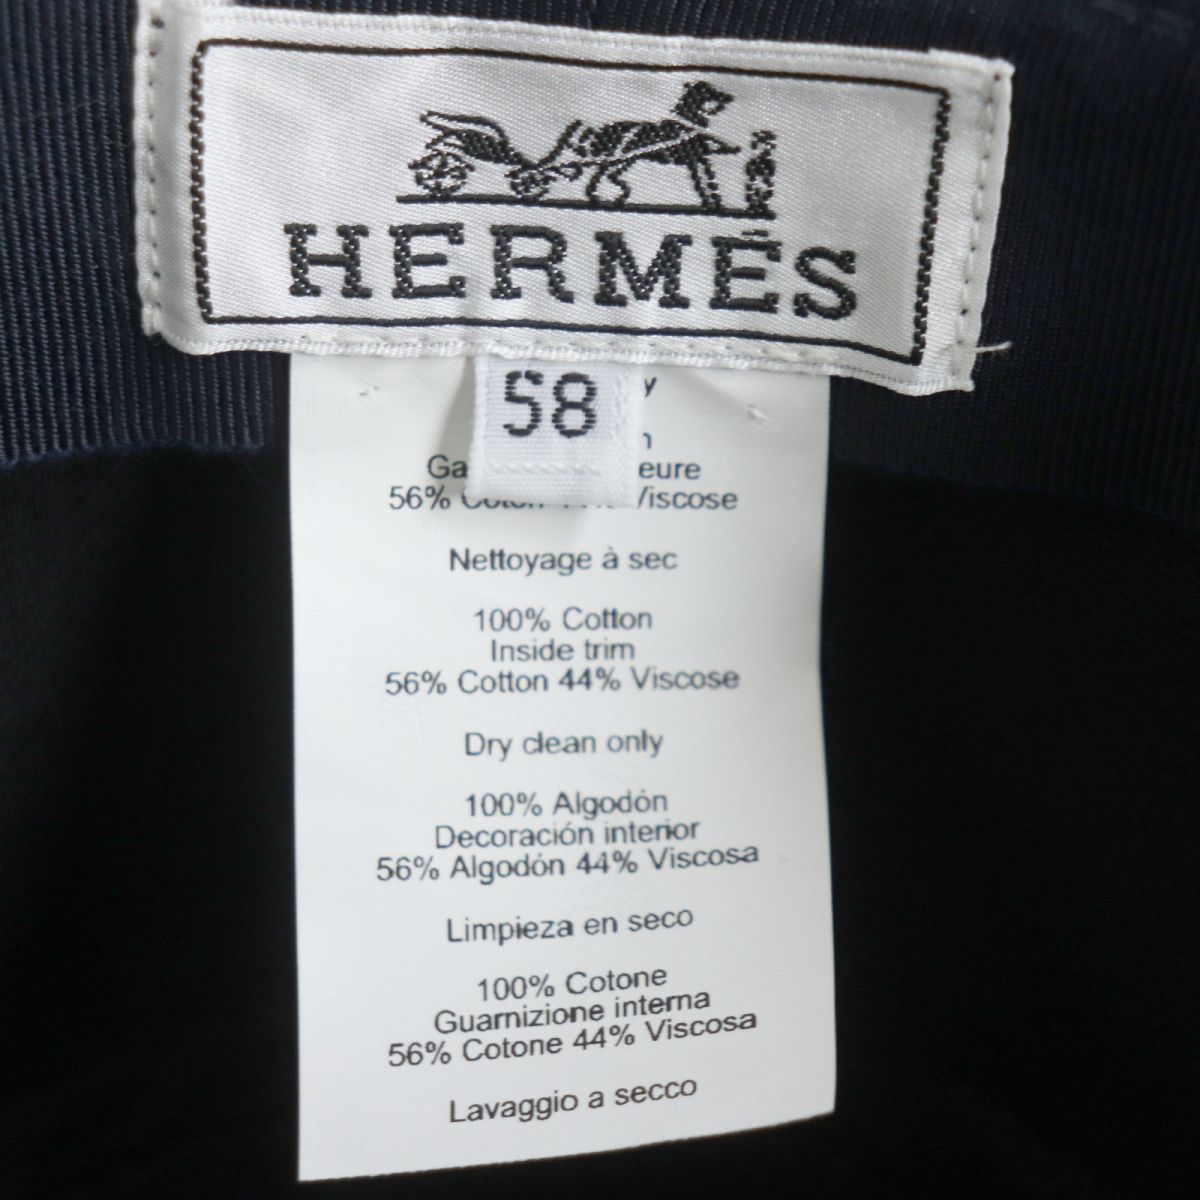 HERMÈS
58
56% Viscose
Nettoyage à sec
100% Cotton
Inside trim
56% Cotton 44% Viscose
Dry clean only
100% Algodón
Decoración interior
56% Algodón 44% Viscosa
Limpieza en seco
100% Cotone
Guarnizione interna
56% Cotone 44% Viscosa
Lavaggio a secco